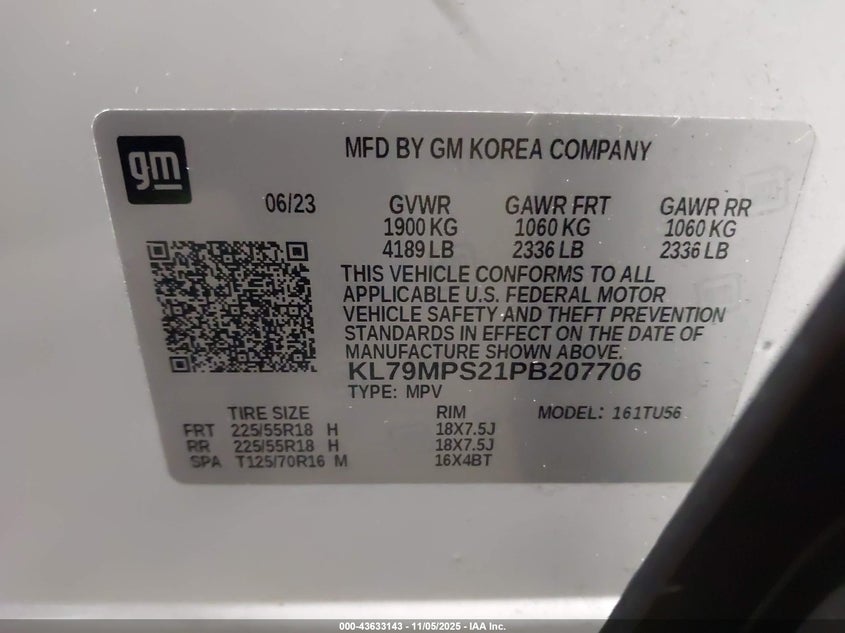 gm
MFD BY GM KOREA COMPANY
06/23 GVWR GAWR FRT GAWR RR
1900 KG 1060 KG 1060 KG
4189 LB 2336 LB 2336 LB
THIS VEHICLE CONFORMS TO ALL
APPLICABLE U.S. FEDERAL MOTOR
VEHICLE SAFETY AND THEFT PREVENTION
STANDARDS IN EFFECT ON THE DATE OF
MANUFACTURE SHOWN ABOVE.
KL79MPS21PB207706
TYPE: MPV
TIRE SIZE RIM MODEL: 161TU56
FRT 225/55R18 H 18X7.5J
RR 225/55R18 H 18X7.5J
SPA T125/70R16 M 16X4BT
000-43633143 - 11/05/2025 - IAA Inc.